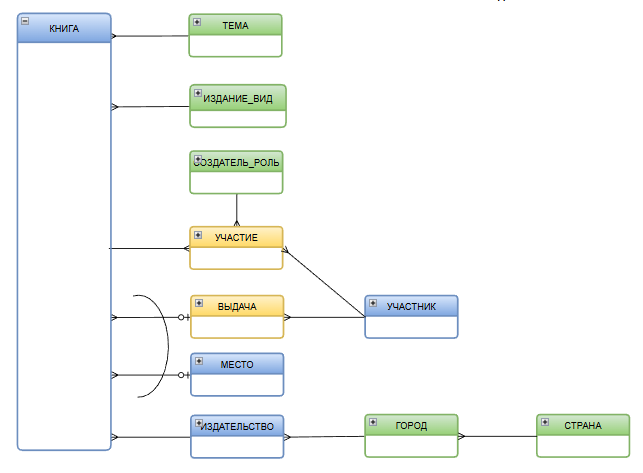 КНИГА
ТЕМА
ИЗДАНИЕ_ВИД
СОЗДАТЕЛЬ_РОЛЬ
УЧАСТИЕ
ВЫДАЧА
УЧАСТНИК
МЕСТО
ИЗДАТЕЛЬСТВО
ГОРОД
СТРАНА